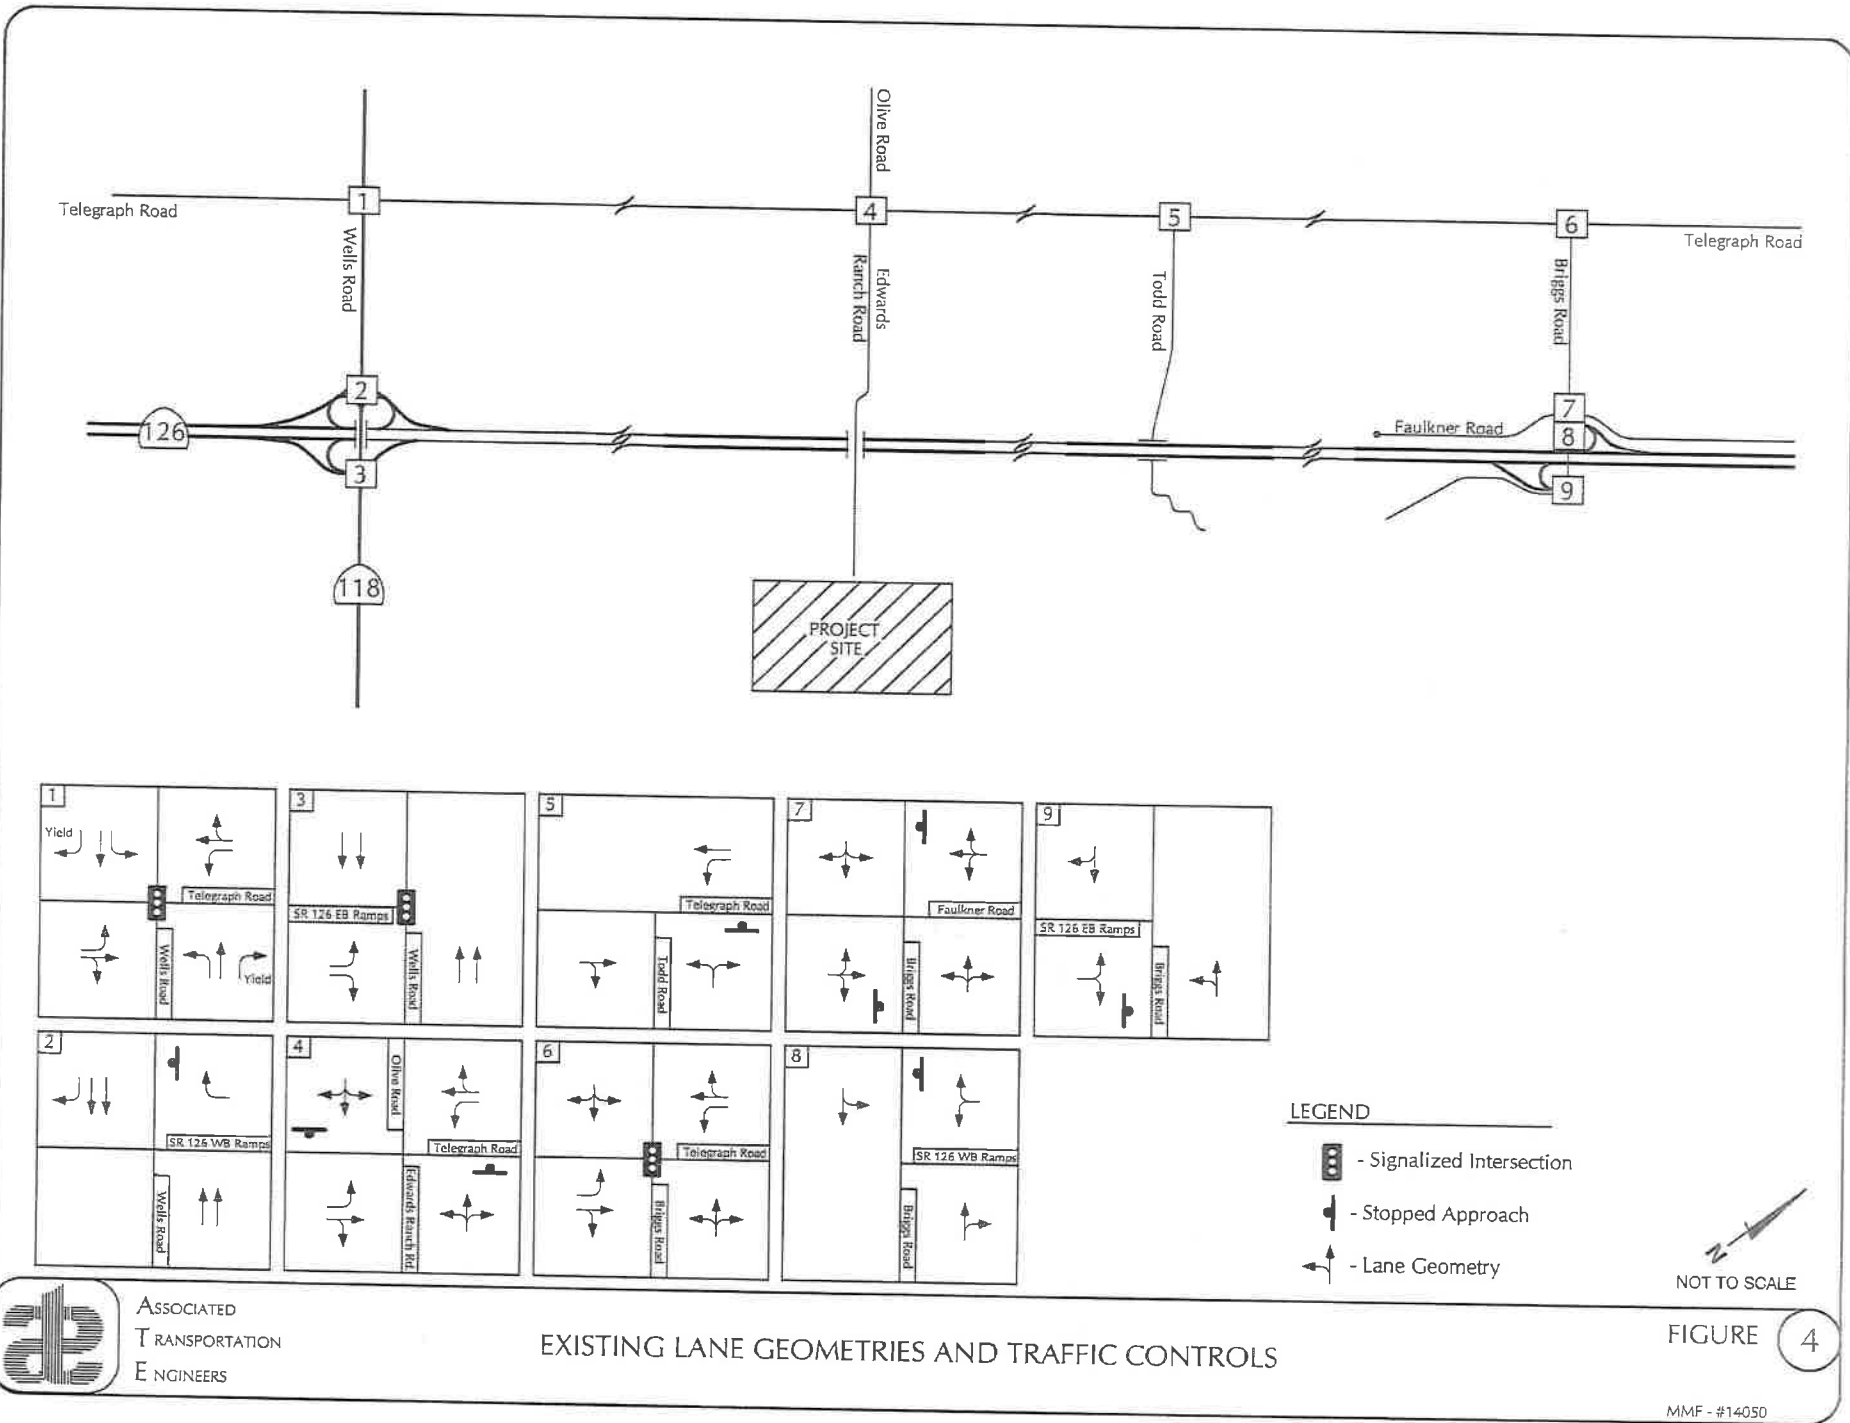 Olive Road
Telegraph Road
1
4
5
6
Telegraph Road
Wells Road
Edwards
Ranch Road
Todd Road
Briggs Road
2
126
7
Faulkner Road
8
3
9
118
PROJECT
SITE
1
Yield
Telegraph Road
Wells Road
Yield
3
SR 126 EB Ramps
Wells Road
5
Telegraph Road
Todd Road
7
Faulkner Road
Briggs Road
9
SR 126 EB Ramps
Briggs Road
2
SR 126 WB Ramps
Wells Road
4
Olive Road
Telegraph Road
Edwards Ranch Rd.
6
Telegraph Road
Briggs Road
8
SR 126 WB Ramps
Briggs Road
LEGEND
- Signalized Intersection
- Stopped Approach
- Lane Geometry
N
NOT TO SCALE
ASSOCIATED
TRANSPORTATION
ENGINEERS
EXISTING LANE GEOMETRIES AND TRAFFIC CONTROLS
FIGURE 4
MMF - #14050